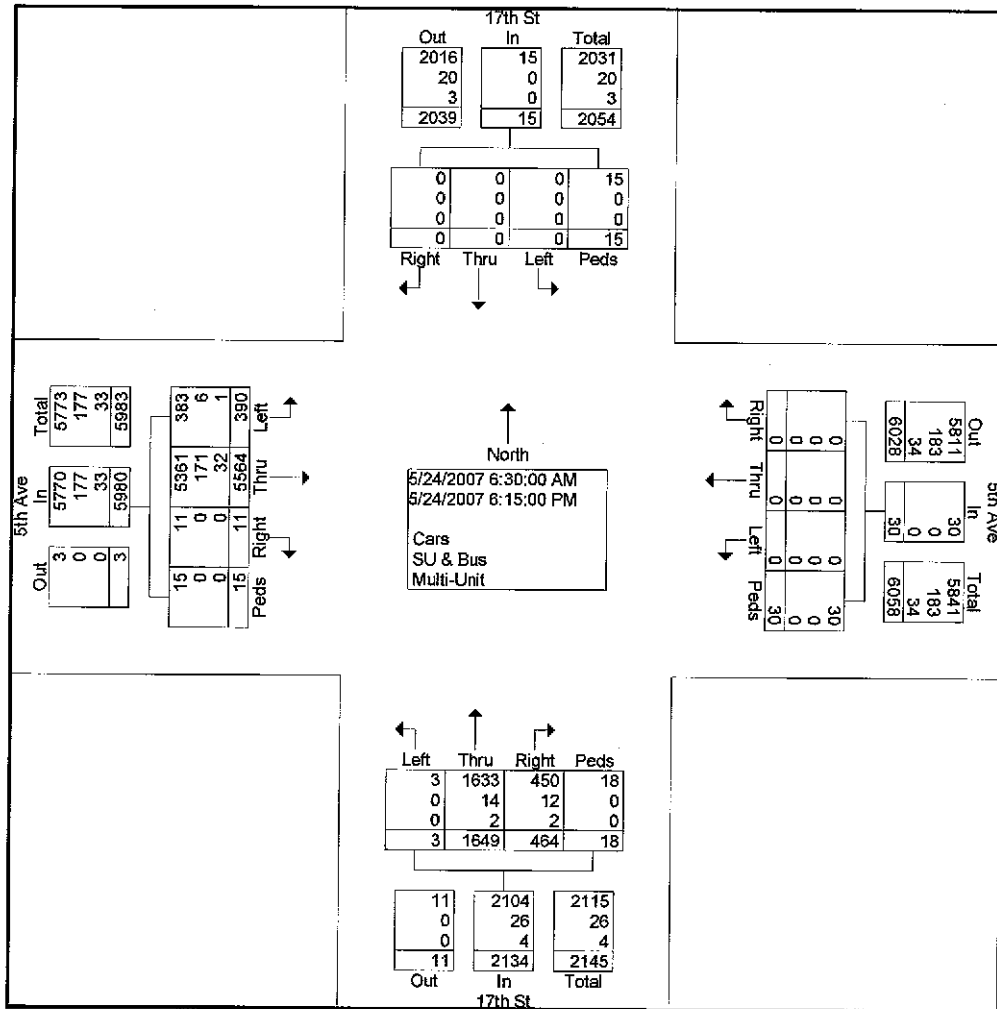 17th St
Out In Total
2016 15 2031
20 0 20
3 0 3
2039 15 2054
0 0 0 15
0 0 0 0
0 0 0 0
0 0 0 15
Right Thru Left Peds
5th Ave
Total
5773
177
33
5983
In
5770
177
33
5980
Out
3
0
0
3
383 6 1 390 Left
5361 171 32 5564 Thru
11 0 0 11 Right
15 0 0 15 Peds
North
5/24/2007 6:30:00 AM
5/24/2007 6:15:00 PM
Cars
SU & Bus
Multi-Unit
Right 0 0 0 0
Thru 0 0 0 0
Left 0 0 0 0
Peds 30 0 0 30
5th Ave
Out
5811
183
34
6028
In
30
0
0
30
Total
5841
183
34
6058
Left Thru Right Peds
3 1633 450 18
0 14 12 0
0 2 2 0
3 1649 464 18
11 2104 2115
0 26 26
0 4 4
11 2134 2145
Out In Total
17th St